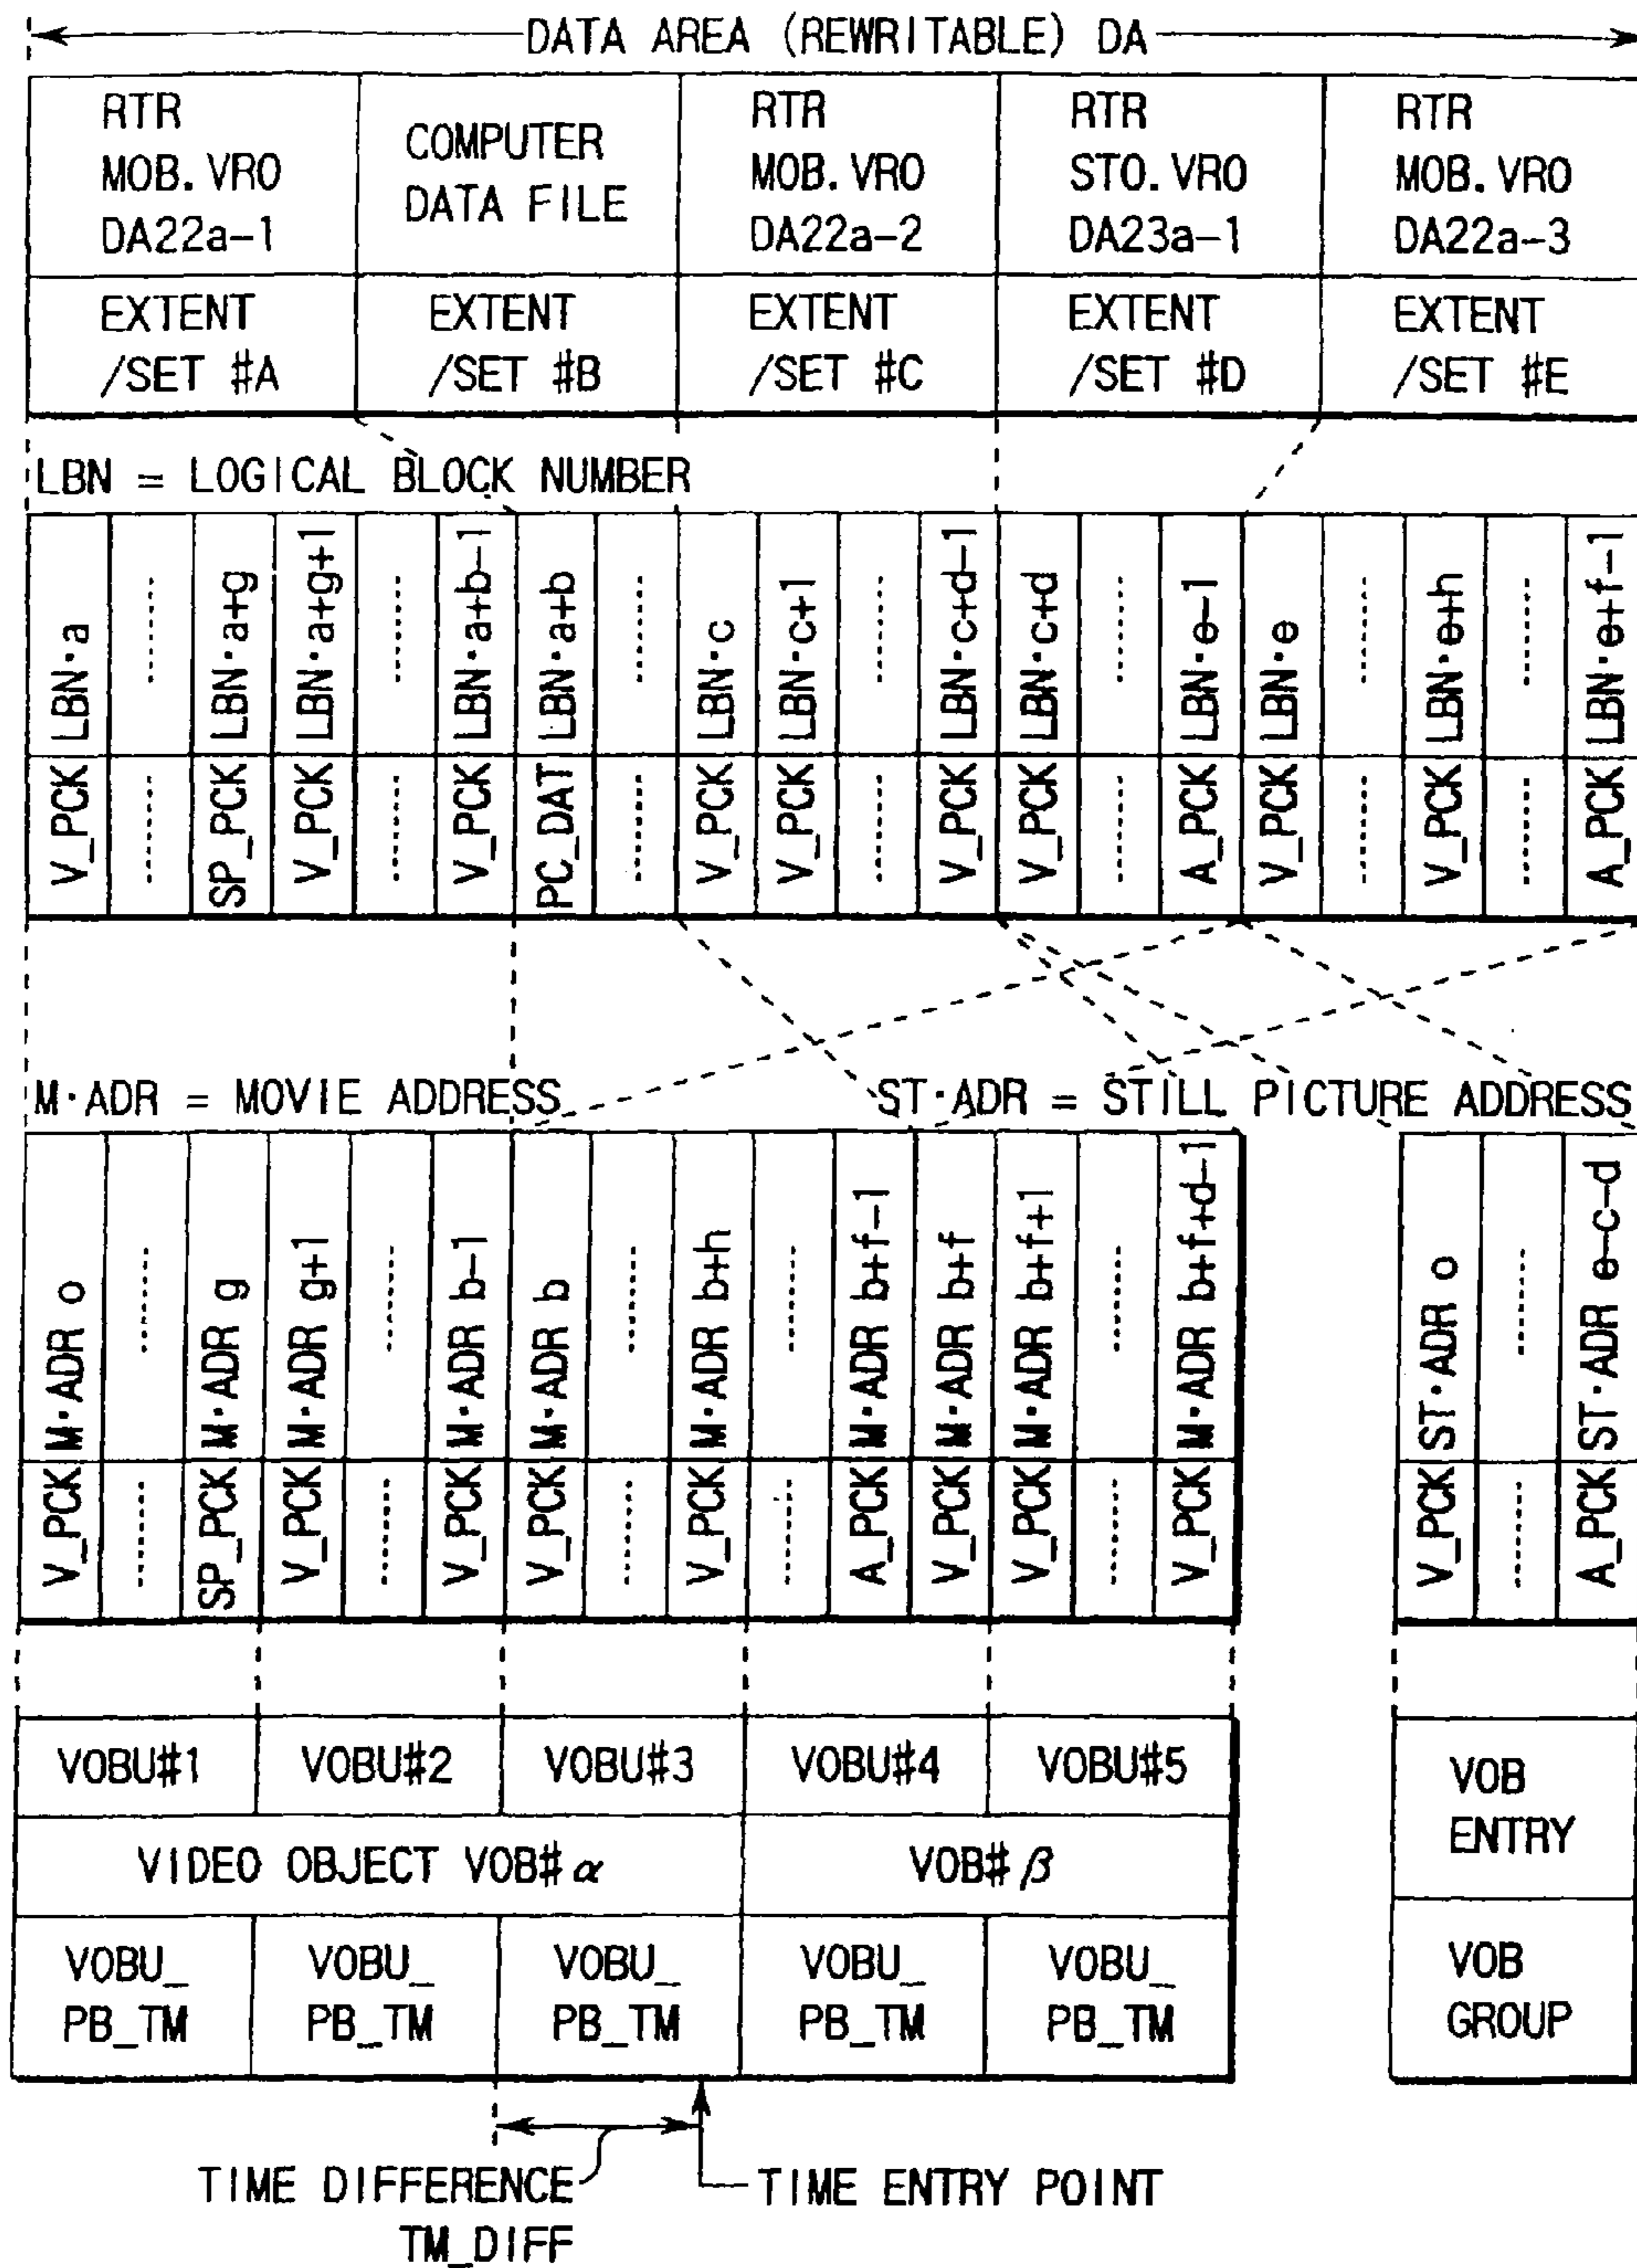 DATA AREA (REWRITABLE) DA
RTR
MOB.VRO
DA22a-1
COMPUTER
DATA FILE
RTR
MOB.VRO
DA22a-2
RTR
STO.VRO
DA23a-1
RTR
MOB.VRO
DA22a-3
EXTENT
/SET #A
EXTENT
/SET #B
EXTENT
/SET #C
EXTENT
/SET #D
EXTENT
/SET #E
LBN = LOGICAL BLOCK NUMBER
V_PCK LBN·a
SP_PCK LBN·a+g
V_PCK LBN·a+g+1
V_PCK LBN·a+b-1
PC_DAT LBN·a+b
V_PCK LBN·c
V_PCK LBN·c+1
V_PCK LBN·c+d-1
V_PCK LBN·c+d
A_PCK LBN·e-1
V_PCK LBN·e
V_PCK LBN·e+h
A_PCK LBN·e+f-1
M·ADR = MOVIE ADDRESS
ST·ADR = STILL PICTURE ADDRESS
V_PCK M·ADR o
SP_PCK M·ADR g
V_PCK M·ADR g+1
V_PCK M·ADR b-1
V_PCK M·ADR b
V_PCK M·ADR b+h
A_PCK M·ADR b+f-1
V_PCK M·ADR b+f
V_PCK M·ADR b+f+1
V_PCK M·ADR b+f+d-1
V_PCK ST·ADR o
A_PCK ST·ADR e-c-d
VOBU#1
VOBU#2
VOBU#3
VOBU#4
VOBU#5
VIDEO OBJECT VOB#α
VOB#β
VOBU_
PB_TM
VOBU_
PB_TM
VOBU_
PB_TM
VOBU_
PB_TM
VOBU_
PB_TM
VOB
ENTRY
VOB
GROUP
TIME DIFFERENCE
TM_DIFF
TIME ENTRY POINT